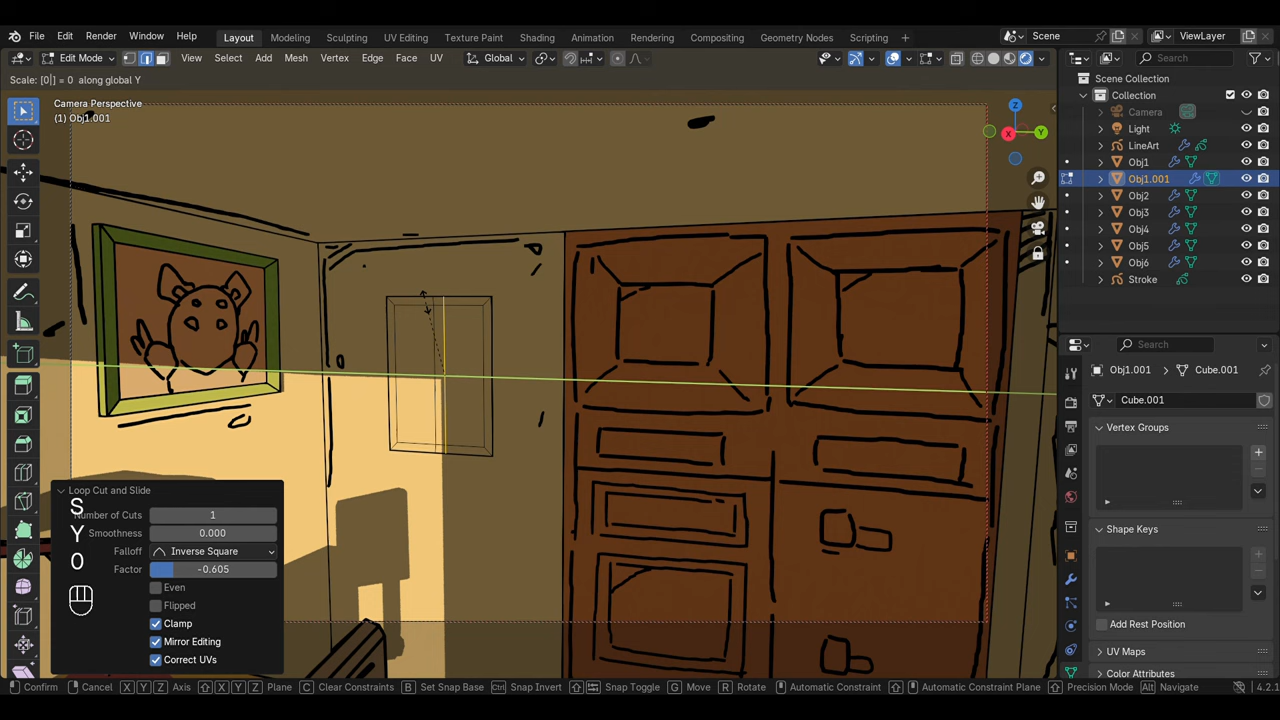 File Edit Render Window Help Layout Modeling Sculpting UV Editing Texture Paint Shading Animation Rendering Compositing Geometry Nodes Scripting + Scene ViewLayer
Edit Mode View Select Add Mesh Vertex Edge Face UV Global Search
Scale: [0|] = 0 along global Y
Camera Perspective
(1) Obj1.001
Z
X
Y
Scene Collection
Collection
Camera
Light
LineArt
Obj1
Obj1.001
Obj2
Obj3
Obj4
Obj5
Obj6
Stroke
Search
Obj1.001 Cube.001
Cube.001
Vertex Groups
Shape Keys
Add Rest Position
UV Maps
Color Attributes
Loop Cut and Slide
Number of Cuts 1
Smoothness 0.000
Falloff Inverse Square
Factor -0.605
Even
Flipped
Clamp
Mirror Editing
Correct UVs
S
Y
0
Confirm Cancel X Y Z Axis X Y Z Plane C Clear Constraints B Set Snap Base Ctrl Snap Invert Snap Toggle G Move R Rotate Automatic Constraint Automatic Constraint Plane Precision Mode Alt Navigate 4.2.1